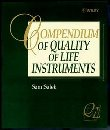 WILEY
COMPENDIUM
OF QUALITY
OF LIFE
INSTRUMENTS
Sam Salek